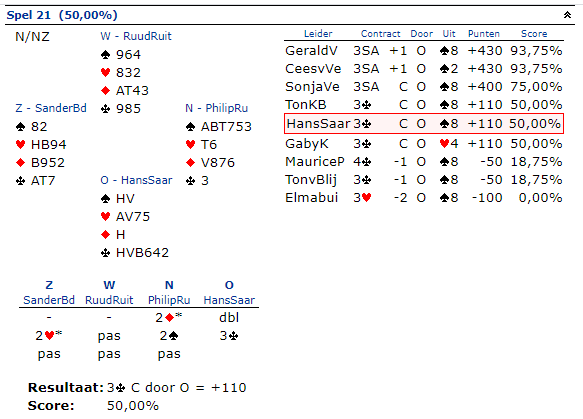 Spel 21 (50,00%)
N/NZ
W - RuudRuit
♠ 964
♥ 832
♦ AT43
♣ 985
Z - SanderBd
♠ 82
♥ HB94
♦ B952
♣ AT7
N - PhilipRu
♠ ABT753
♥ T6
♦ V876
♣ 3
O - HansSaar
♠ HV
♥ AV75
♦ H
♣ HVB642
Z W N O
SanderBd RuudRuit PhilipRu HansSaar
- - 2♦* dbl
2♥* pas 2♠ 3♣
pas pas pas
Resultaat: 3♣ C door O = +110
Score: 50,00%
Leider Contract Door Uit Punten Score
GeraldV 3SA +1 O ♠8 +430 93,75%
CeesvVe 3SA +1 O ♠2 +430 93,75%
SonjaVe 3SA C O ♠8 +400 75,00%
TonKB 3♣ C O ♠8 +110 50,00%
HansSaar 3♣ C O ♠8 +110 50,00%
GabyK 3♣ C O ♥4 +110 50,00%
MauriceP 4♣ -1 O ♠8 -50 18,75%
TonvBlij 3♣ -1 O ♠8 -50 18,75%
Elmabui 3♥ -2 O ♠8 -100 0,00%